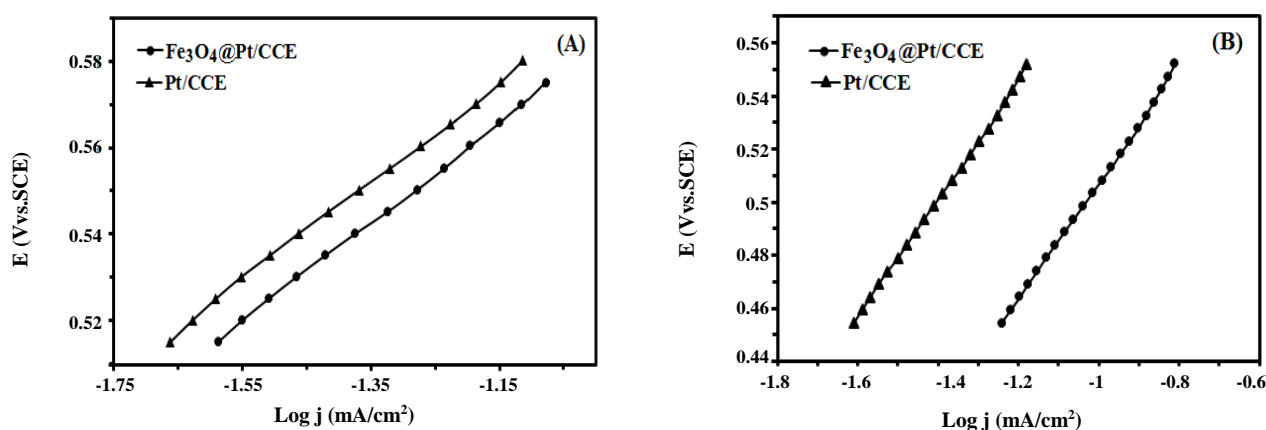 (A)
Fe₃O₄@Pt/CCE
Pt/CCE
0.58
0.56
0.54
0.52
E (Vvs.SCE)
-1.75
-1.55
-1.35
-1.15
Log j (mA/cm²)
(B)
Fe₃O₄@Pt/CCE
Pt/CCE
0.56
0.54
0.52
0.5
0.48
0.46
0.44
E (Vvs.SCE)
-1.8
-1.6
-1.4
-1.2
-1
-0.8
-0.6
Log j (mA/cm²)